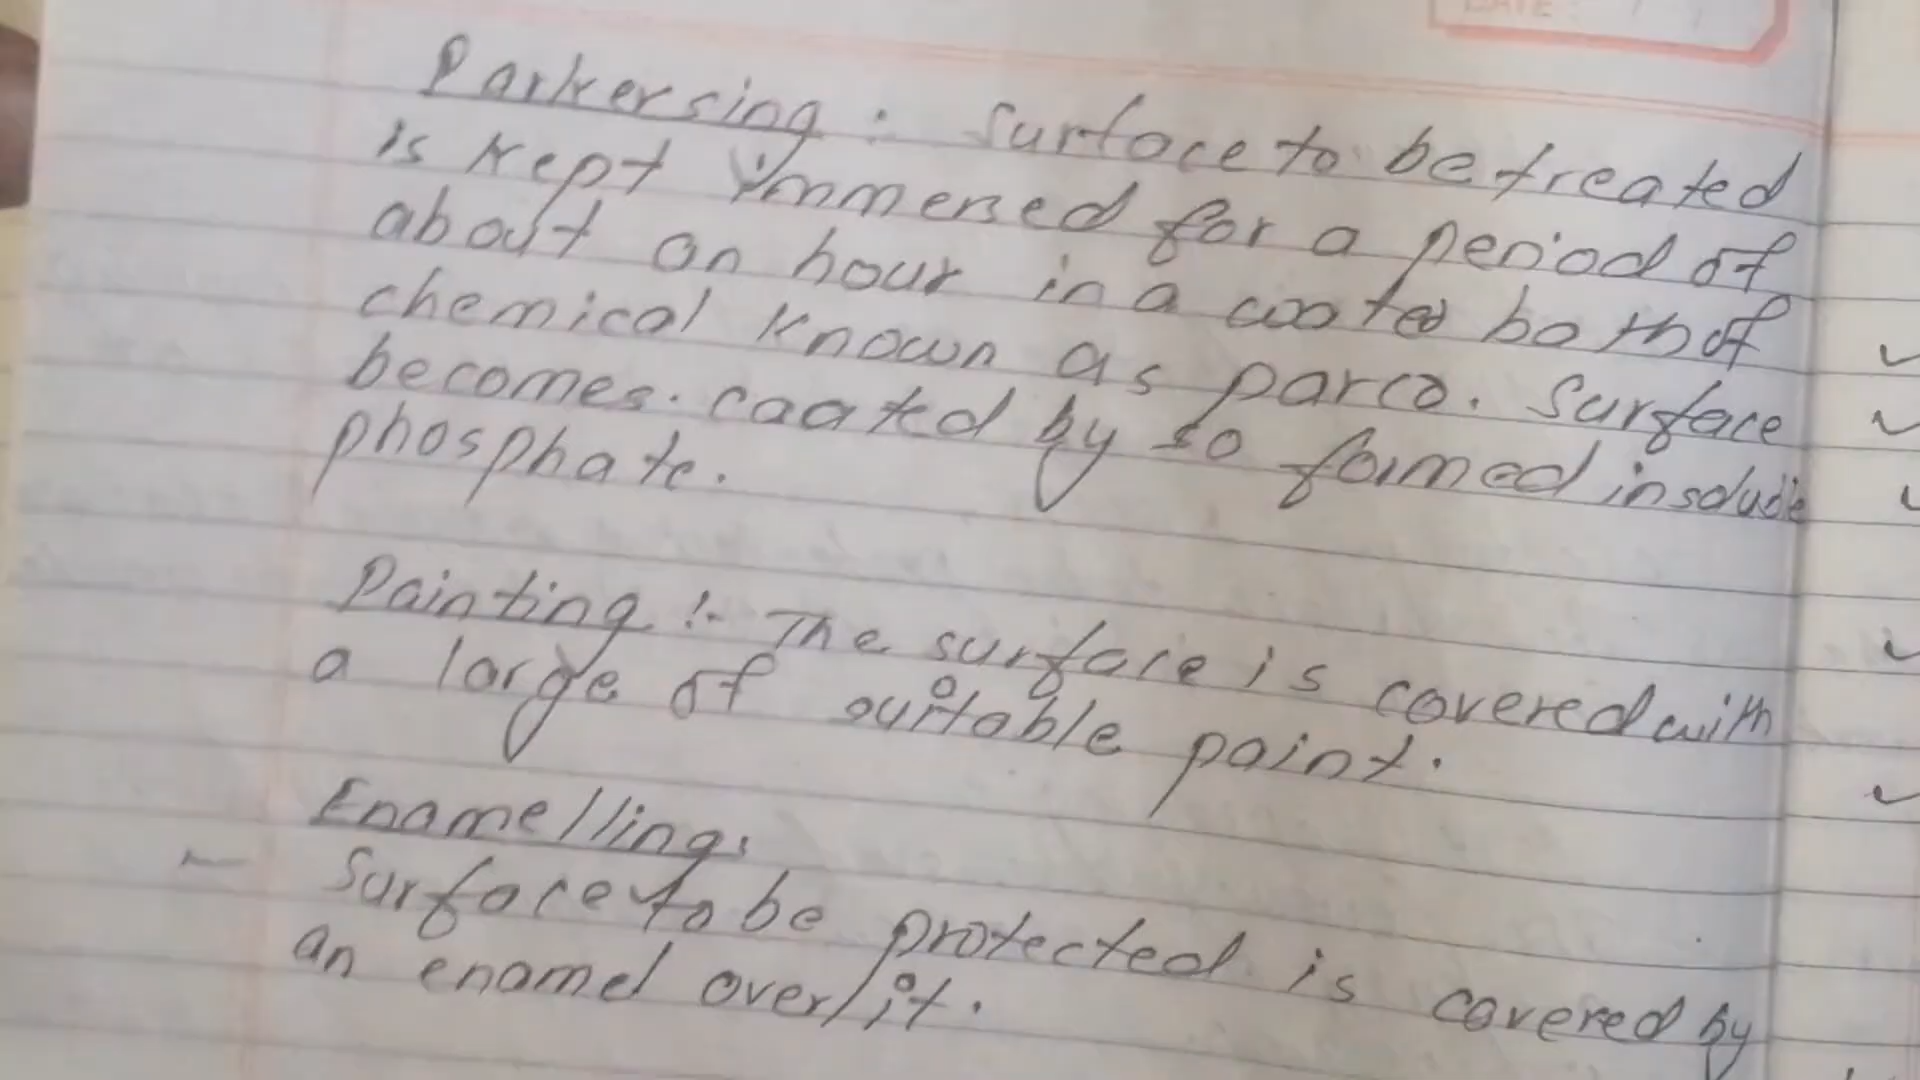 DATE
Parkersing : Surface to be treated
is kept immersed for a period of
about an hour in a coated bath of
chemical known as parco. Surface
becomes. coated by so formed insoluble
phosphate.
Painting :- The surface is covered with
a large of suitable paint.
Enamelling:
- Surface to be protected is covered by
an enamel over it.